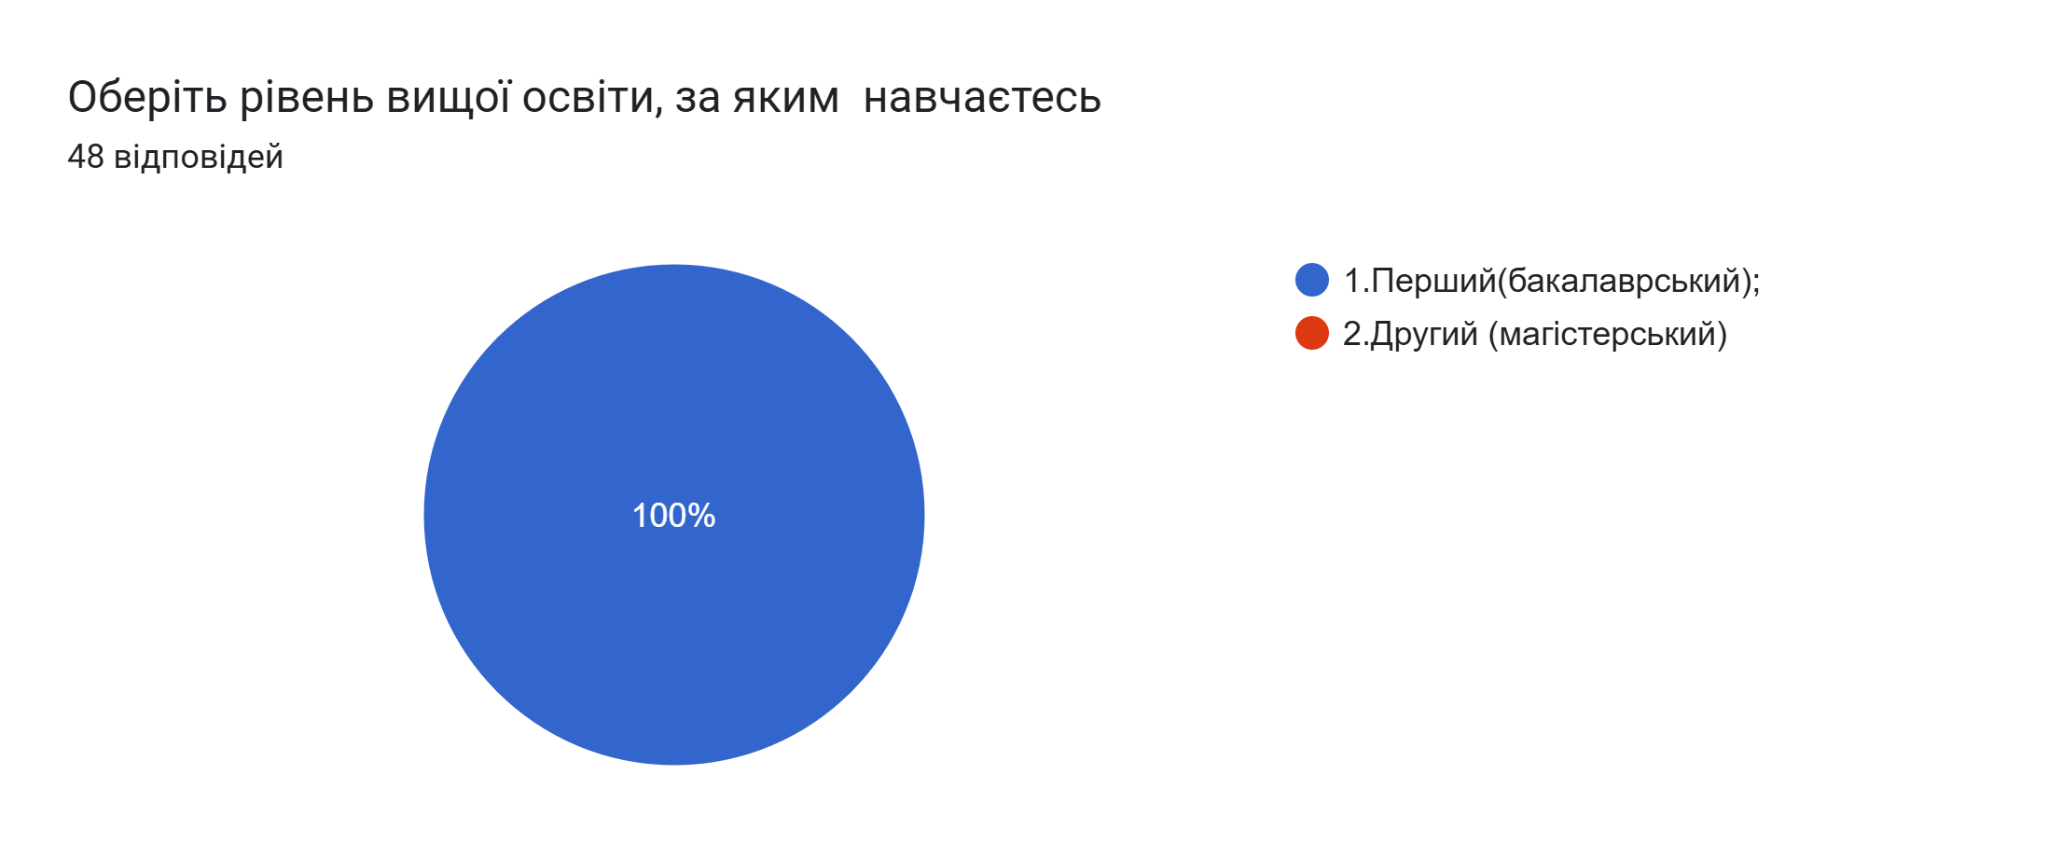 Оберіть рівень вищої освіти, за яким  навчаєтесь
48 відповідей
1.Перший(бакалаврський);
2.Другий (магістерський)
100%